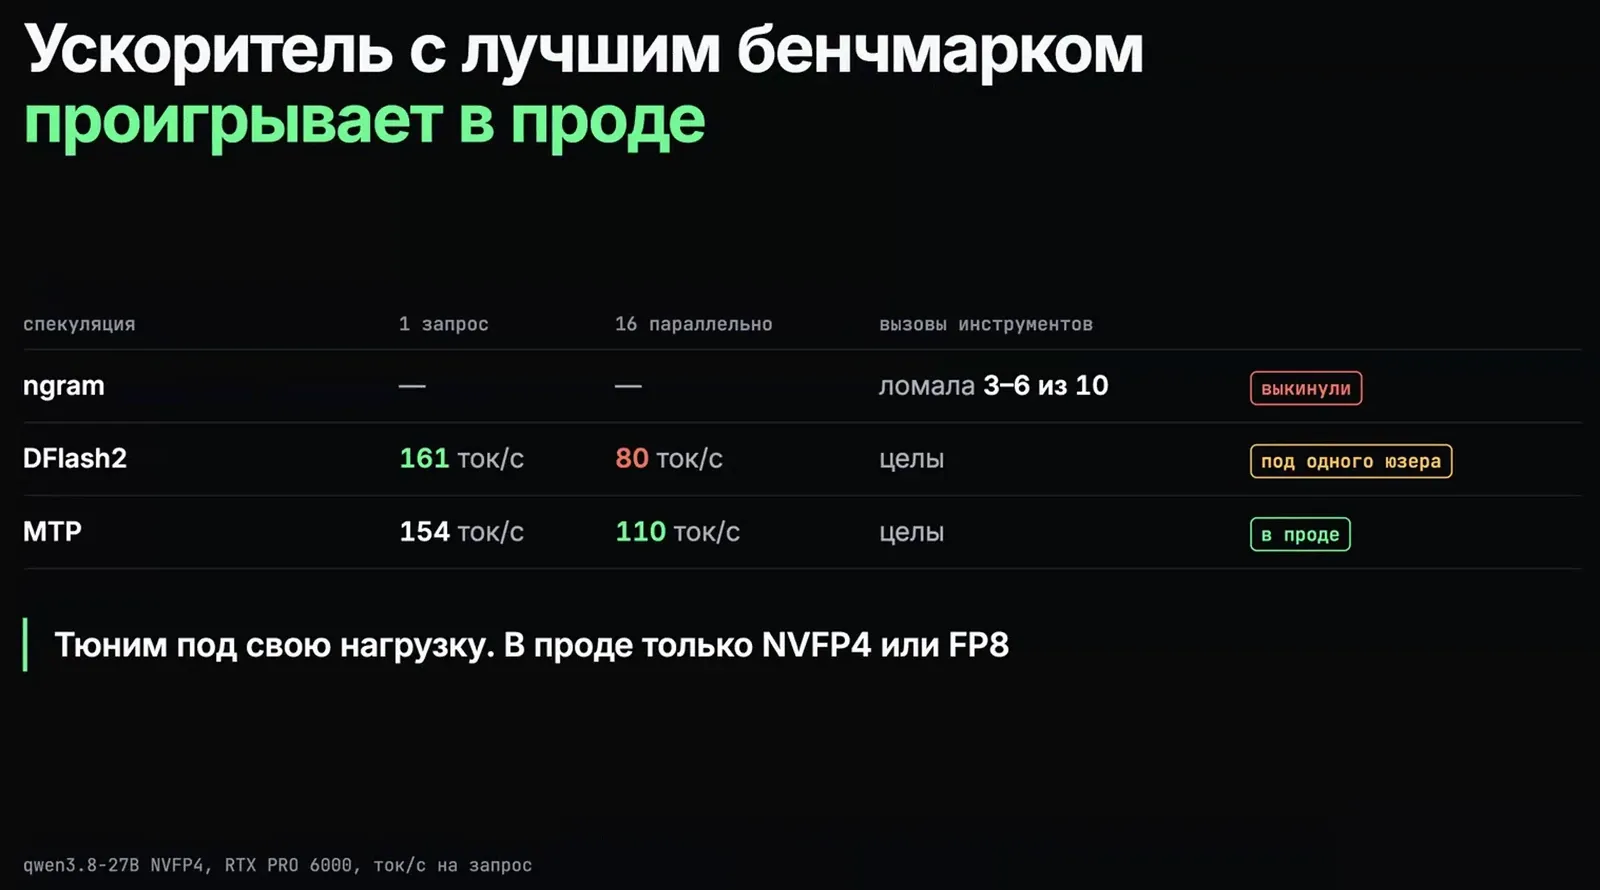 Ускоритель с лучшим бенчмарком
проигрывает в проде
спекуляция 1 запрос 16 параллельно вызовы инструментов
ngram — — ломала 3–6 из 10 выкинули
DFlash2 161 ток/с 80 ток/с целы под одного юзера
MTP 154 ток/с 110 ток/с целы в проде
Тюним под свою нагрузку. В проде только NVFP4 или FP8
qwen3.8-27B NVFP4, RTX PRO 6000, ток/с на запрос